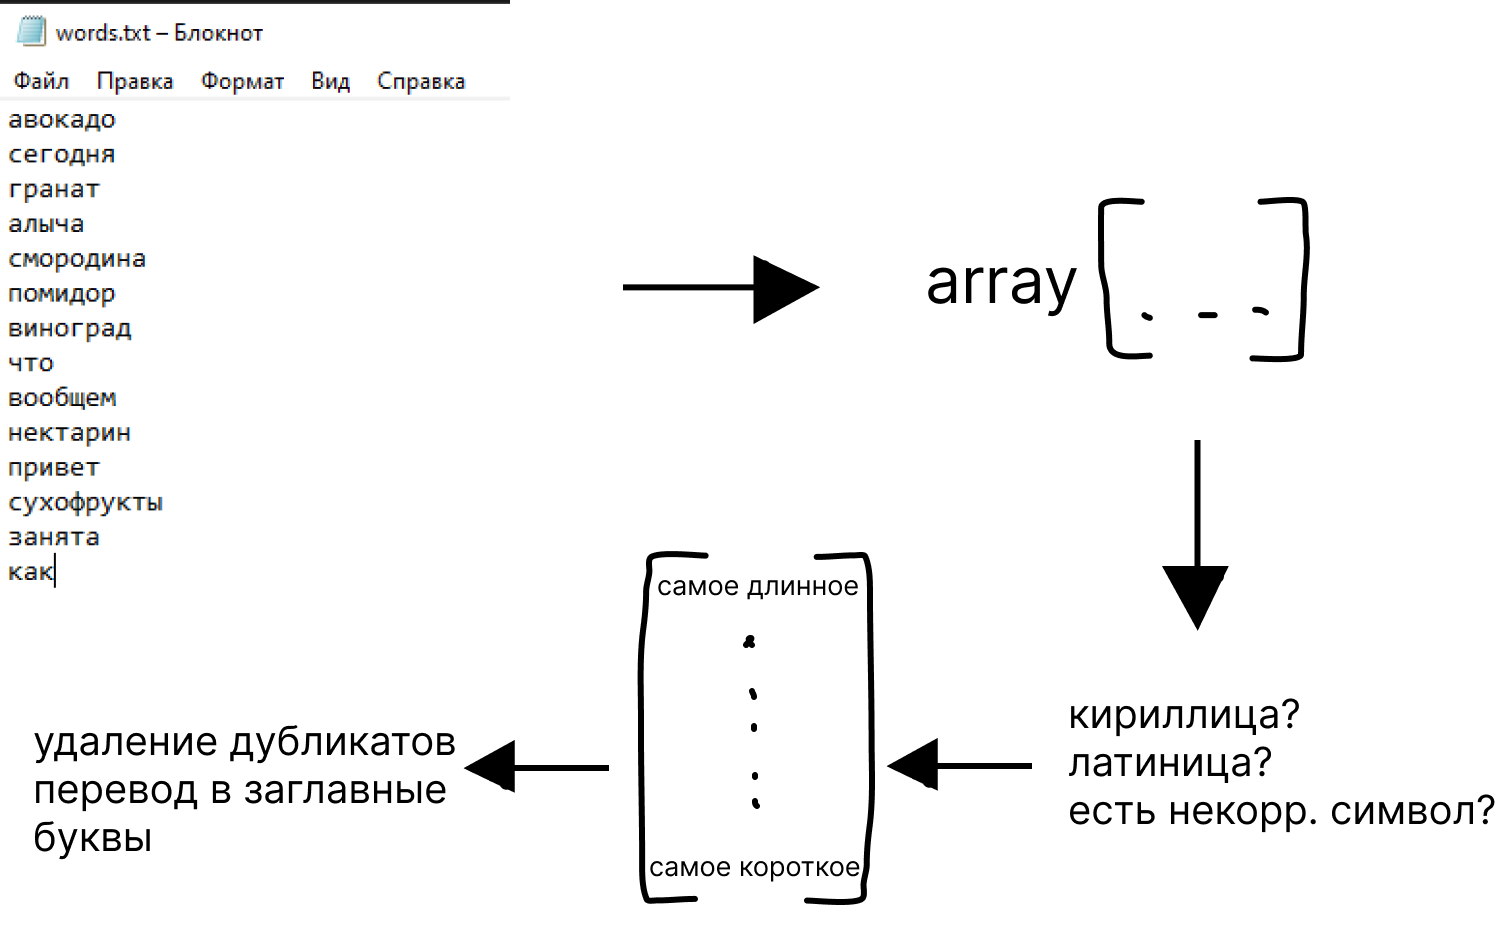 words.txt – Блокнот
Файл Правка Формат Вид Справка
авокадо
сегодня
гранат
алыча
смородина
помидор
виноград
что
вообщем
нектарин
привет
сухофрукты
занята
как
array
кириллица?
латиница?
есть некорр. символ?
самое длинное
самое короткое
удаление дубликатов
перевод в заглавные
буквы